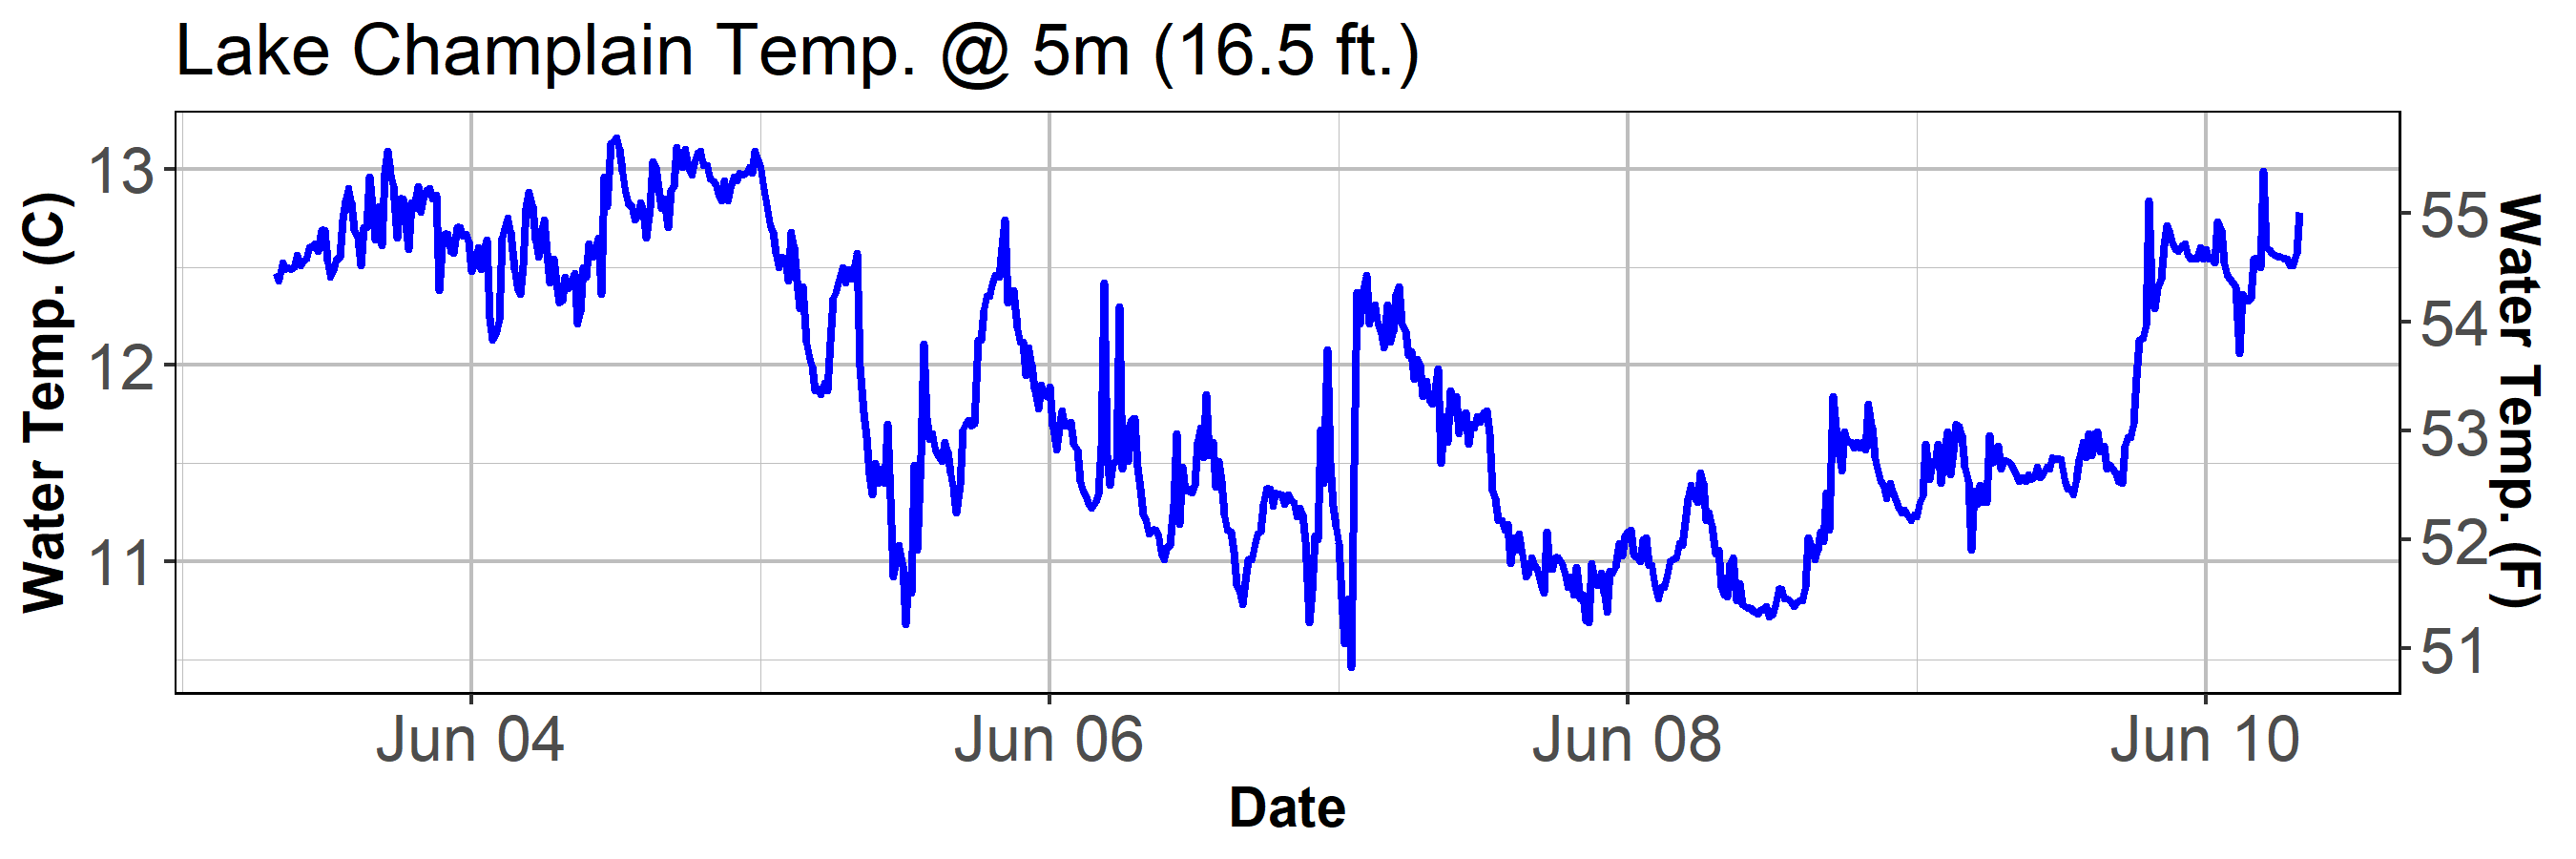 Lake Champlain Temp. @ 5m (16.5 ft.)
Water Temp. (C)
13
12
11
55
54
53
52
51
Water Temp. (F)
Jun 04 Jun 06 Jun 08 Jun 10
Date